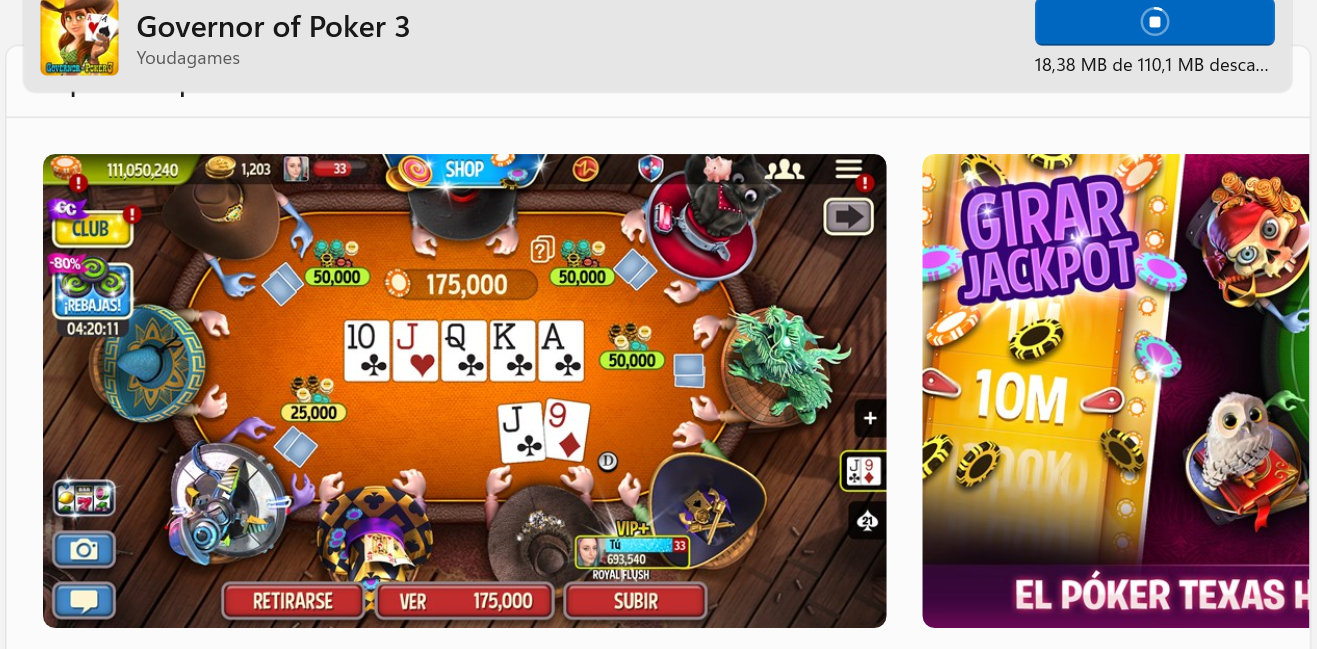 Governor of Poker 3
Youdagames
18,38 MB de 110,1 MB desca...
111,050,240
1,203
33
SHOP
GC
CLUB
-80%
¡REBAJAS!
04:20:11
50,000
175,000
50,000
10 J Q K A
50,000
25,000
J 9
D
J 9
21
VIP+
Tú 33
693,540
ROYAL FLUSH
RETIRARSE
VER 175,000
SUBIR
GIRAR
JACKPOT
1M
10M
EL PÓKER TEXAS H